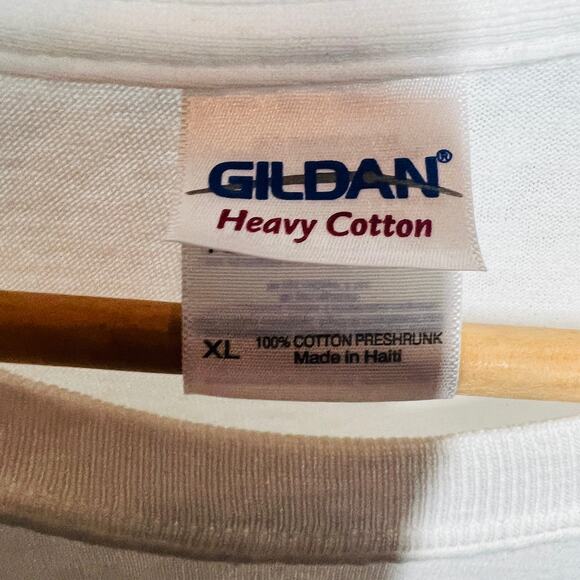 GILDAN®
Heavy Cotton
XL 100% COTTON PRESHRUNK
Made in Haiti